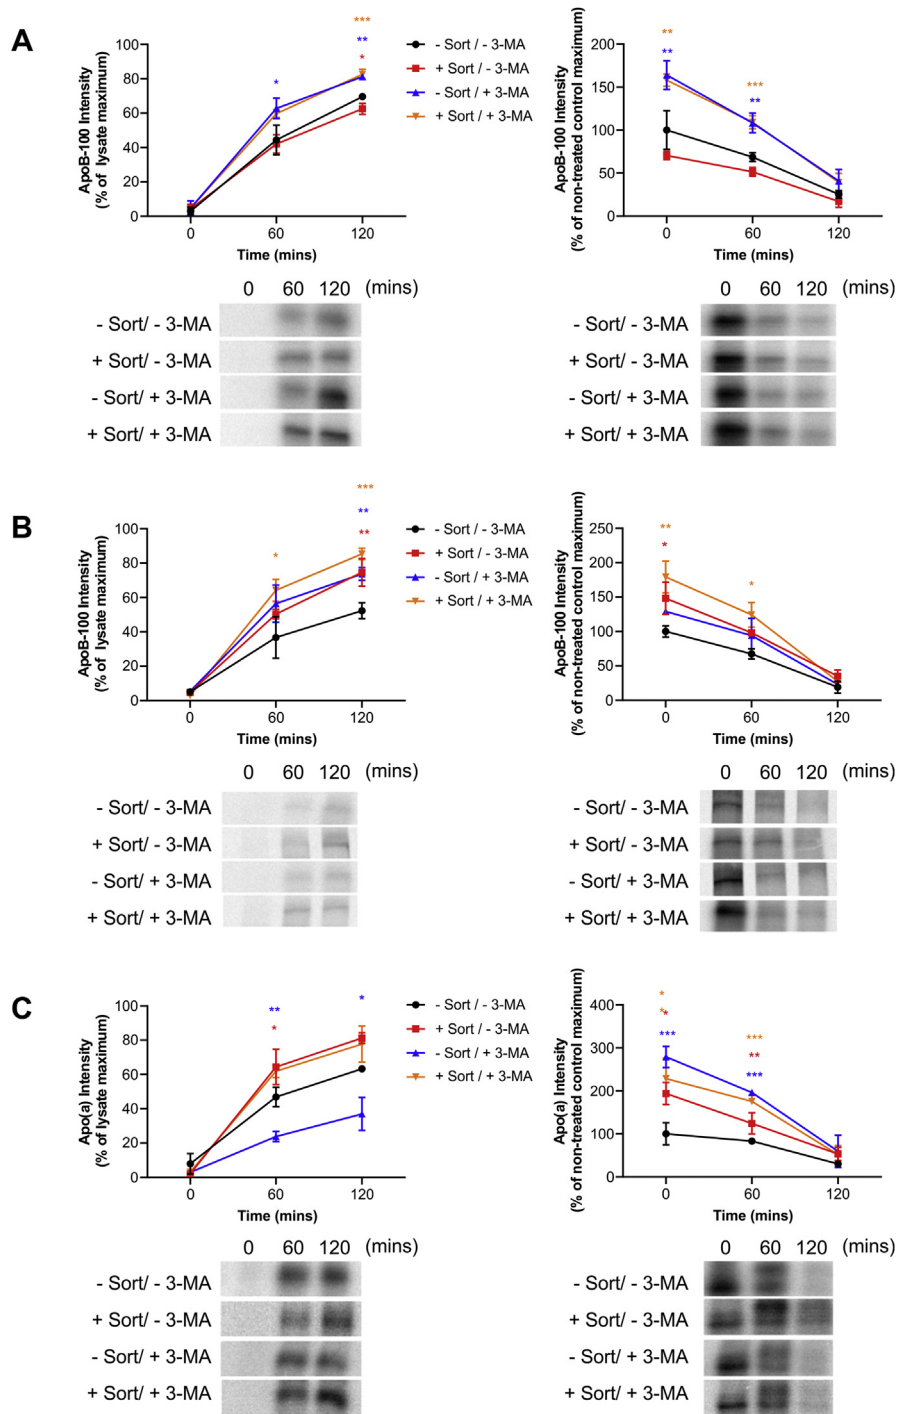 A
ApoB-100 Intensity
(% of lysate maximum)
100
80
60
40
20
0
*
***
**
*
0 60 120
Time (mins)
- Sort / - 3-MA
+ Sort / - 3-MA
- Sort / + 3-MA
+ Sort / + 3-MA
ApoB-100 Intensity
(% of non-treated control maximum)
200
150
100
50
0
**
**
***
**
0 60 120
Time (mins)
0 60 120 (mins)
- Sort/ - 3-MA
+ Sort/ - 3-MA
- Sort/ + 3-MA
+ Sort/ + 3-MA
0 60 120 (mins)
- Sort/ - 3-MA
+ Sort/ - 3-MA
- Sort/ + 3-MA
+ Sort/ + 3-MA
B
ApoB-100 Intensity
(% of lysate maximum)
100
80
60
40
20
0
*
***
**
**
0 60 120
Time (mins)
- Sort / - 3-MA
+ Sort / - 3-MA
- Sort / + 3-MA
+ Sort / + 3-MA
ApoB-100 Intensity
(% of non-treated control maximum)
250
200
150
100
50
0
**
*
*
0 60 120
Time (mins)
0 60 120 (mins)
- Sort/ - 3-MA
+ Sort/ - 3-MA
- Sort/ + 3-MA
+ Sort/ + 3-MA
0 60 120 (mins)
- Sort/ - 3-MA
+ Sort/ - 3-MA
- Sort/ + 3-MA
+ Sort/ + 3-MA
C
Apo(a) Intensity
(% of lysate maximum)
100
80
60
40
20
0
**
*
*
0 60 120
Time (mins)
- Sort / - 3-MA
+ Sort / - 3-MA
- Sort / + 3-MA
+ Sort / + 3-MA
Apo(a) Intensity
(% of non-treated control maximum)
400
300
200
100
0
*
**
***
***
**
***
0 60 120
Time (mins)
0 60 120 (mins)
- Sort/ - 3-MA
+ Sort/ - 3-MA
- Sort/ + 3-MA
+ Sort/ + 3-MA
0 60 120 (mins)
- Sort/ - 3-MA
+ Sort/ - 3-MA
- Sort/ + 3-MA
+ Sort/ + 3-MA